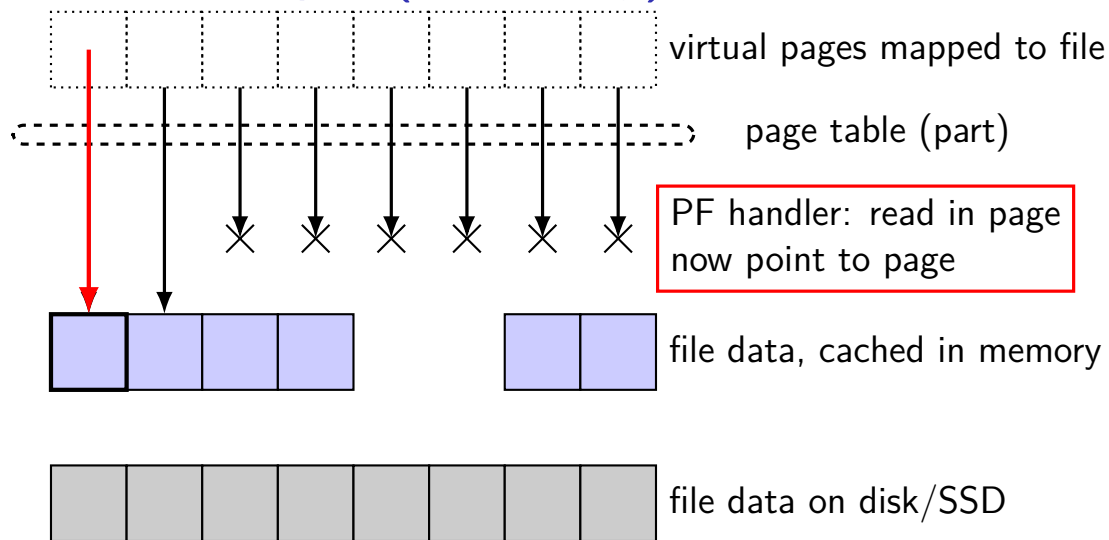 virtual pages mapped to file
page table (part)
PF handler: read in page
now point to page
file data, cached in memory
file data on disk/SSD